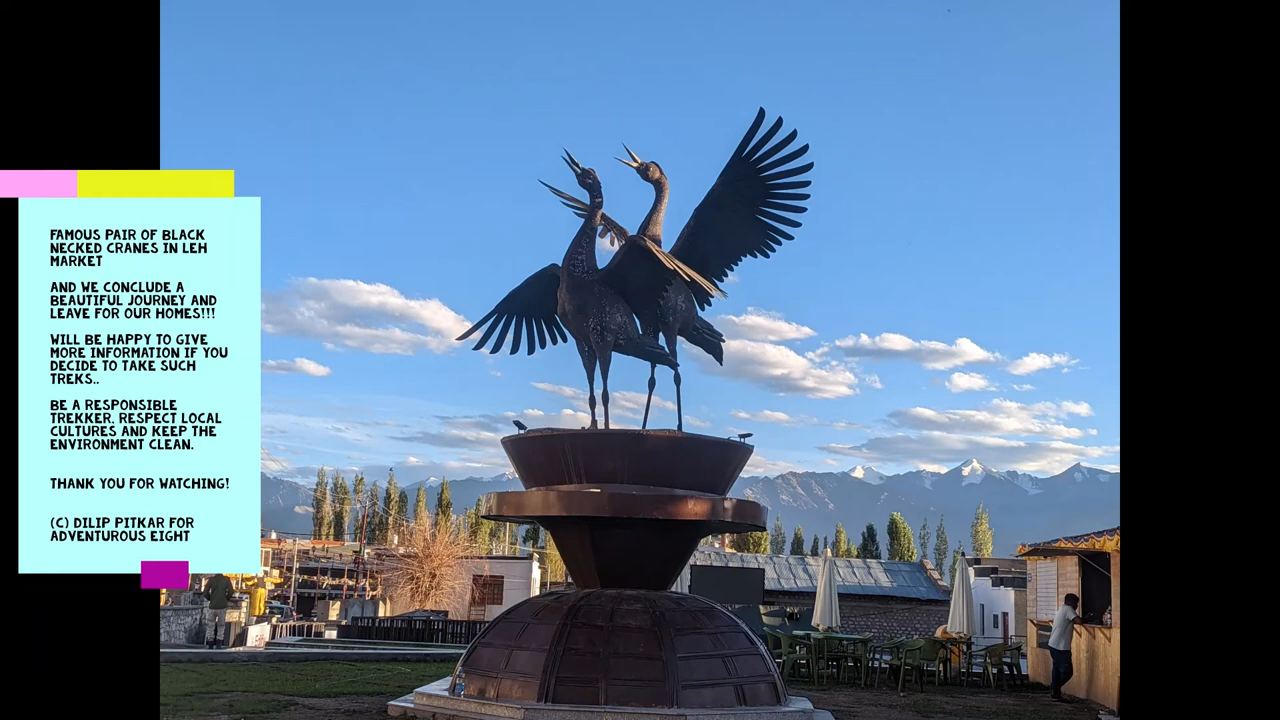 FAMOUS PAIR OF BLACK
NECKED CRANES IN LEH
MARKET
AND WE CONCLUDE A
BEAUTIFUL JOURNEY AND
LEAVE FOR OUR HOMES!!!
WILL BE HAPPY TO GIVE
MORE INFORMATION IF YOU
DECIDE TO TAKE SUCH
TREKS..
BE A RESPONSIBLE
TREKKER, RESPECT LOCAL
CULTURES AND KEEP THE
ENVIRONMENT CLEAN.
THANK YOU FOR WATCHING!
(C) DILIP PITKAR FOR
ADVENTUROUS EIGHT